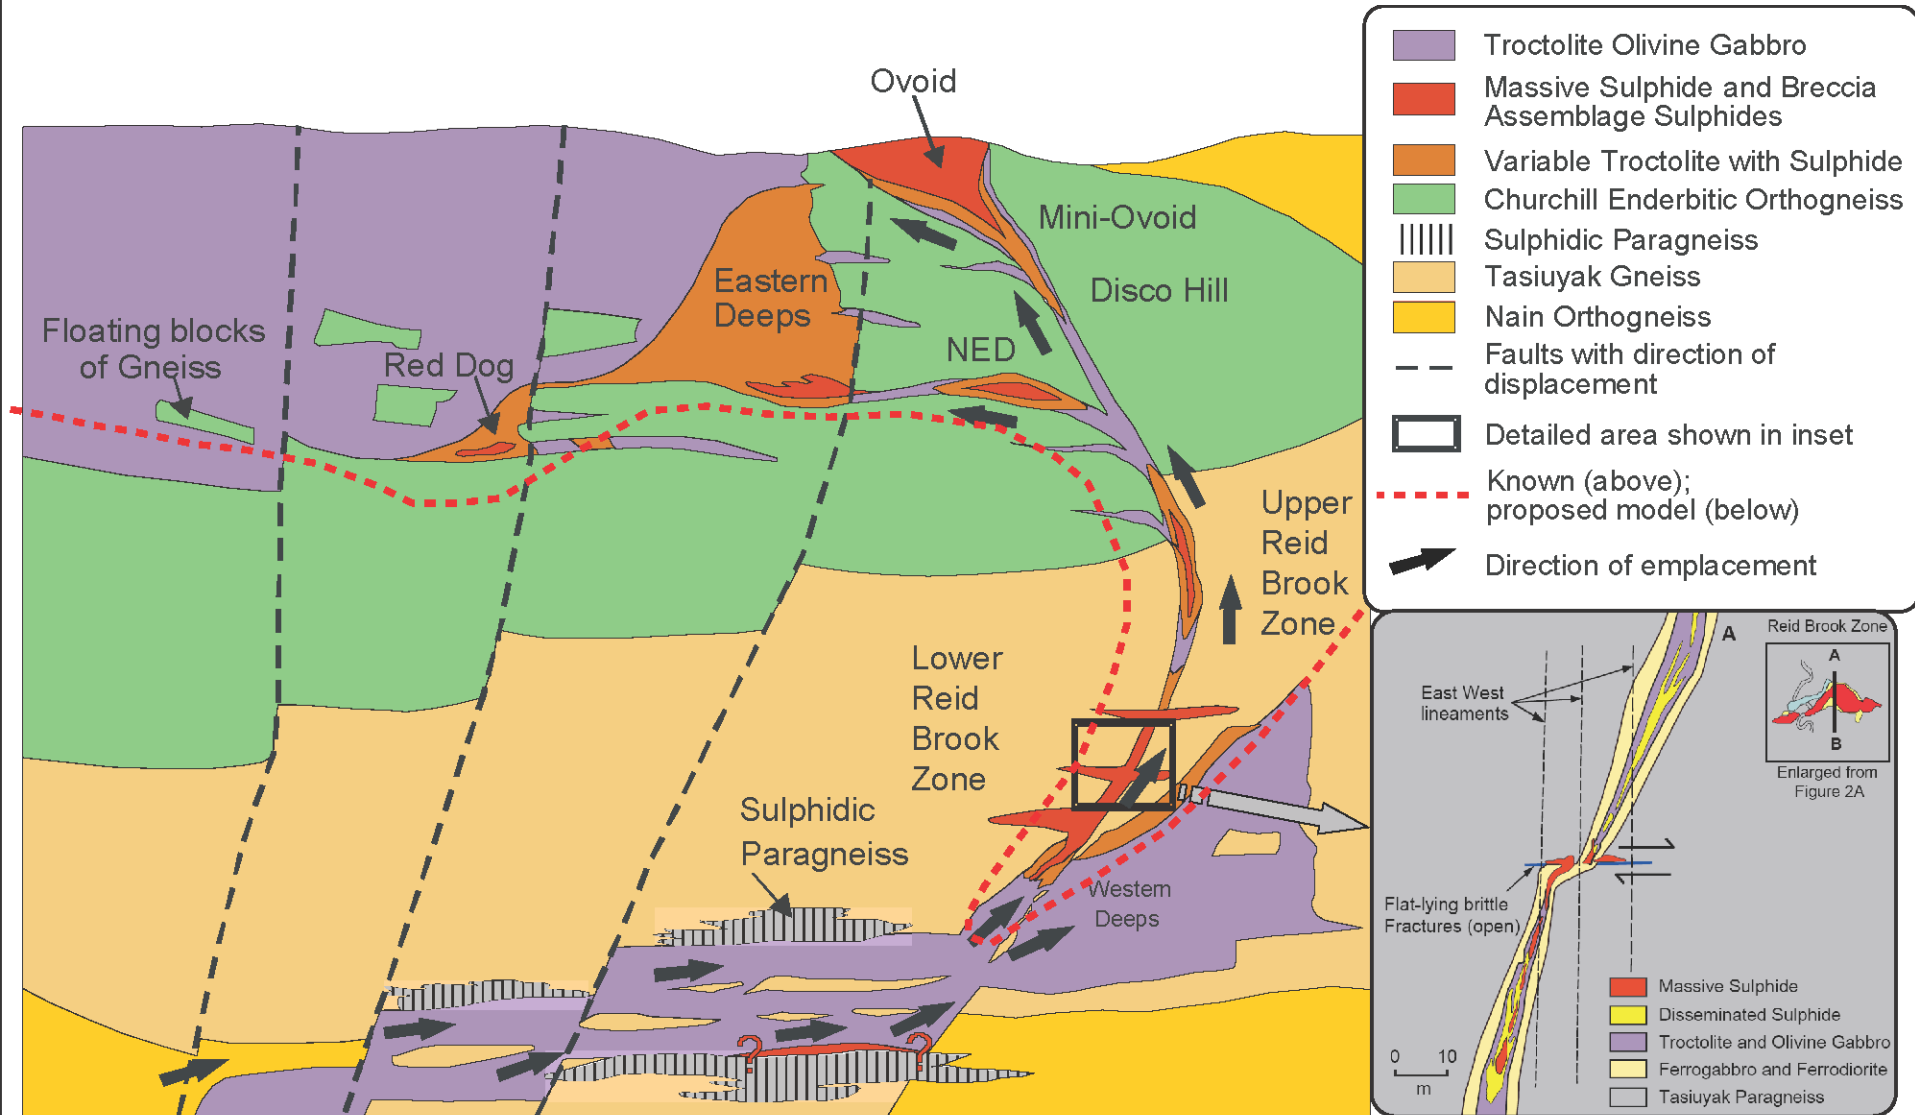 Ovoid
Mini-Ovoid
Disco Hill
Eastern
Deeps
NED
Floating blocks
of Gneiss
Red Dog
Upper
Reid
Brook
Zone
Lower
Reid
Brook
Zone
Sulphidic
Paragneiss
Western
Deeps
?
?
Troctolite Olivine Gabbro
Massive Sulphide and Breccia
Assemblage Sulphides
Variable Troctolite with Sulphide
Churchill Enderbitic Orthogneiss
Sulphidic Paragneiss
Tasiuyak Gneiss
Nain Orthogneiss
Faults with direction of
displacement
Detailed area shown in inset
Known (above);
proposed model (below)
Direction of emplacement
A
Reid Brook Zone
A
B
Enlarged from
Figure 2A
East West
lineaments
Flat-lying brittle
Fractures (open)
Massive Sulphide
Disseminated Sulphide
Troctolite and Olivine Gabbro
Ferrogabbro and Ferrodiorite
Tasiuyak Paragneiss
0 10
m